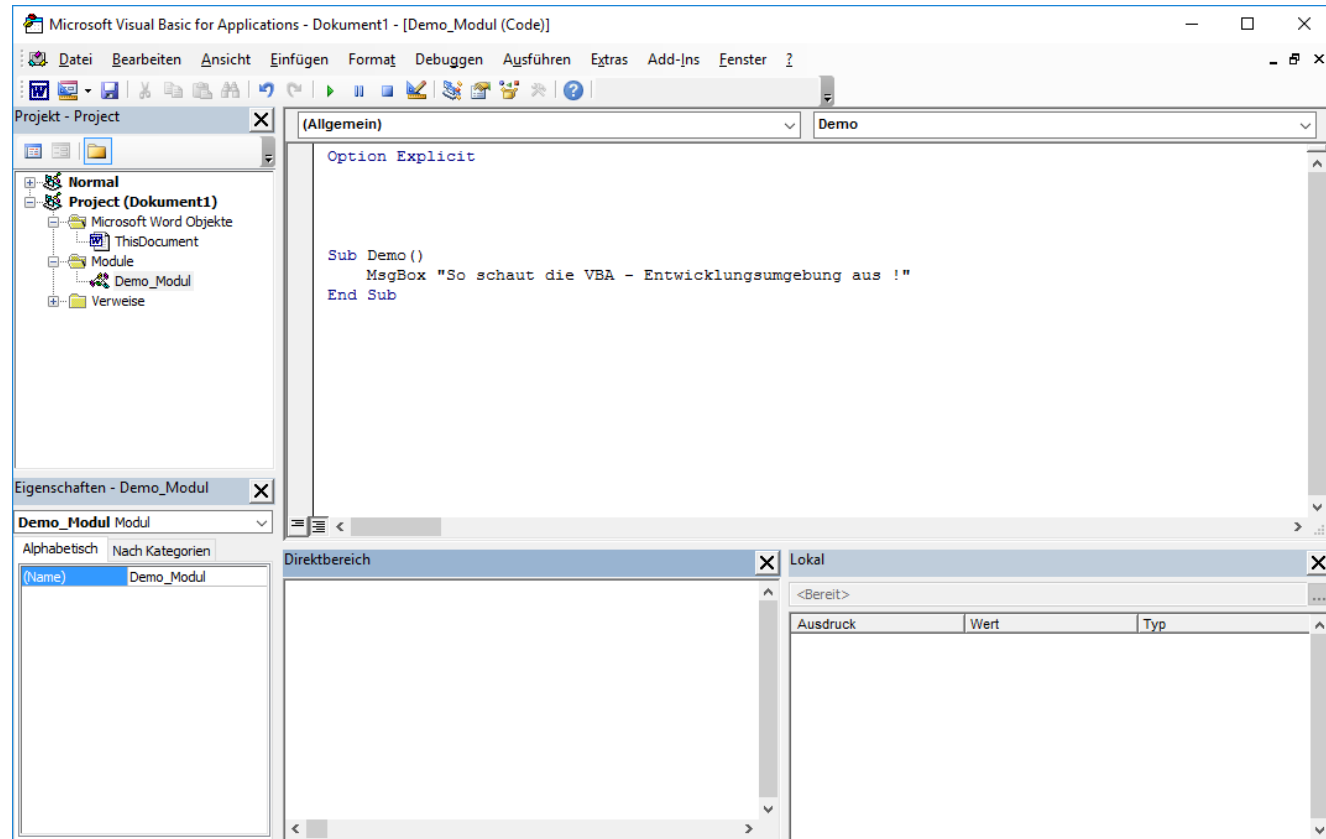 Microsoft Visual Basic for Applications - Dokument1 - [Demo_Modul (Code)]
Datei Bearbeiten Ansicht Einfügen Format Debuggen Ausführen Extras Add-Ins Fenster ?
Projekt - Project
Normal
Project (Dokument1)
Microsoft Word Objekte
ThisDocument
Module
Demo_Modul
Verweise
(Allgemein)
Demo
Option Explicit
Sub Demo()
MsgBox "So schaut die VBA - Entwicklungsumgebung aus !"
End Sub
Eigenschaften - Demo_Modul
Demo_Modul Modul
Alphabetisch Nach Kategorien
(Name) Demo_Modul
Direktbereich
Lokal
<Bereit>
...
Ausdruck Wert Typ